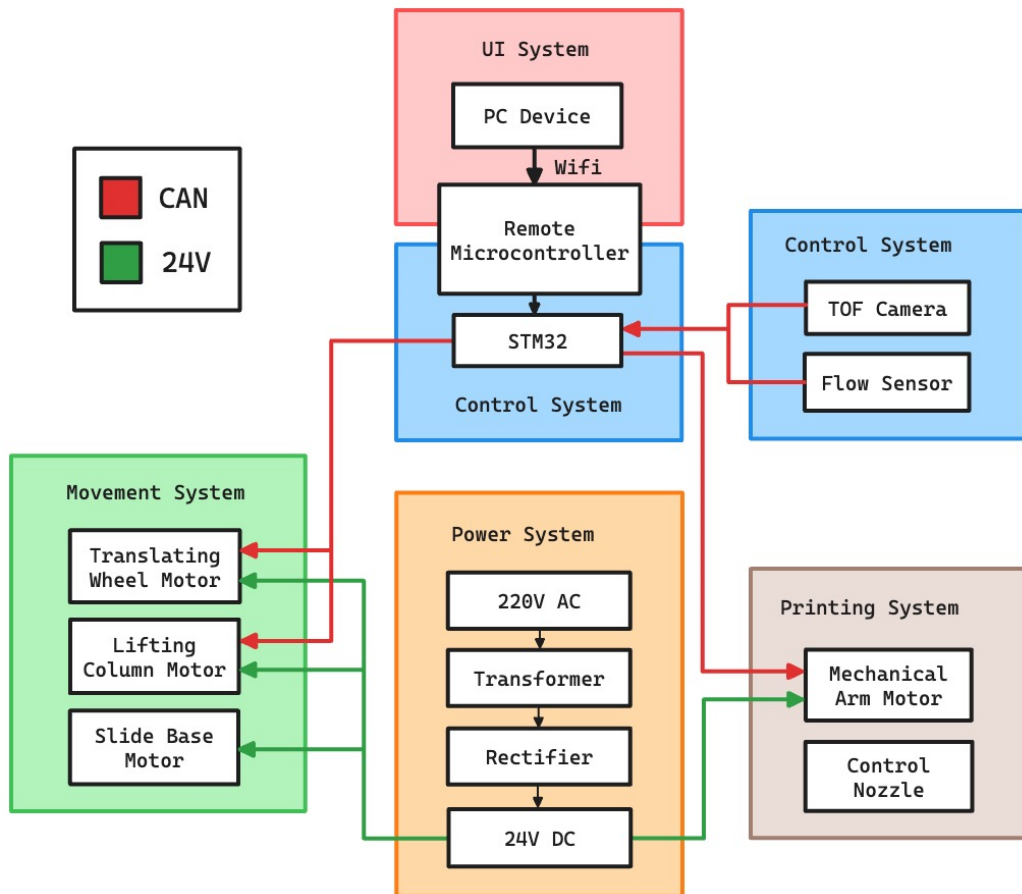 UI System
PC Device
Wifi
Remote
Microcontroller
CAN
24V
STM32
Control System
Control System
TOF Camera
Flow Sensor
Movement System
Translating
Wheel Motor
Lifting
Column Motor
Slide Base
Motor
Power System
220V AC
Transformer
Rectifier
24V DC
Printing System
Mechanical
Arm Motor
Control
Nozzle